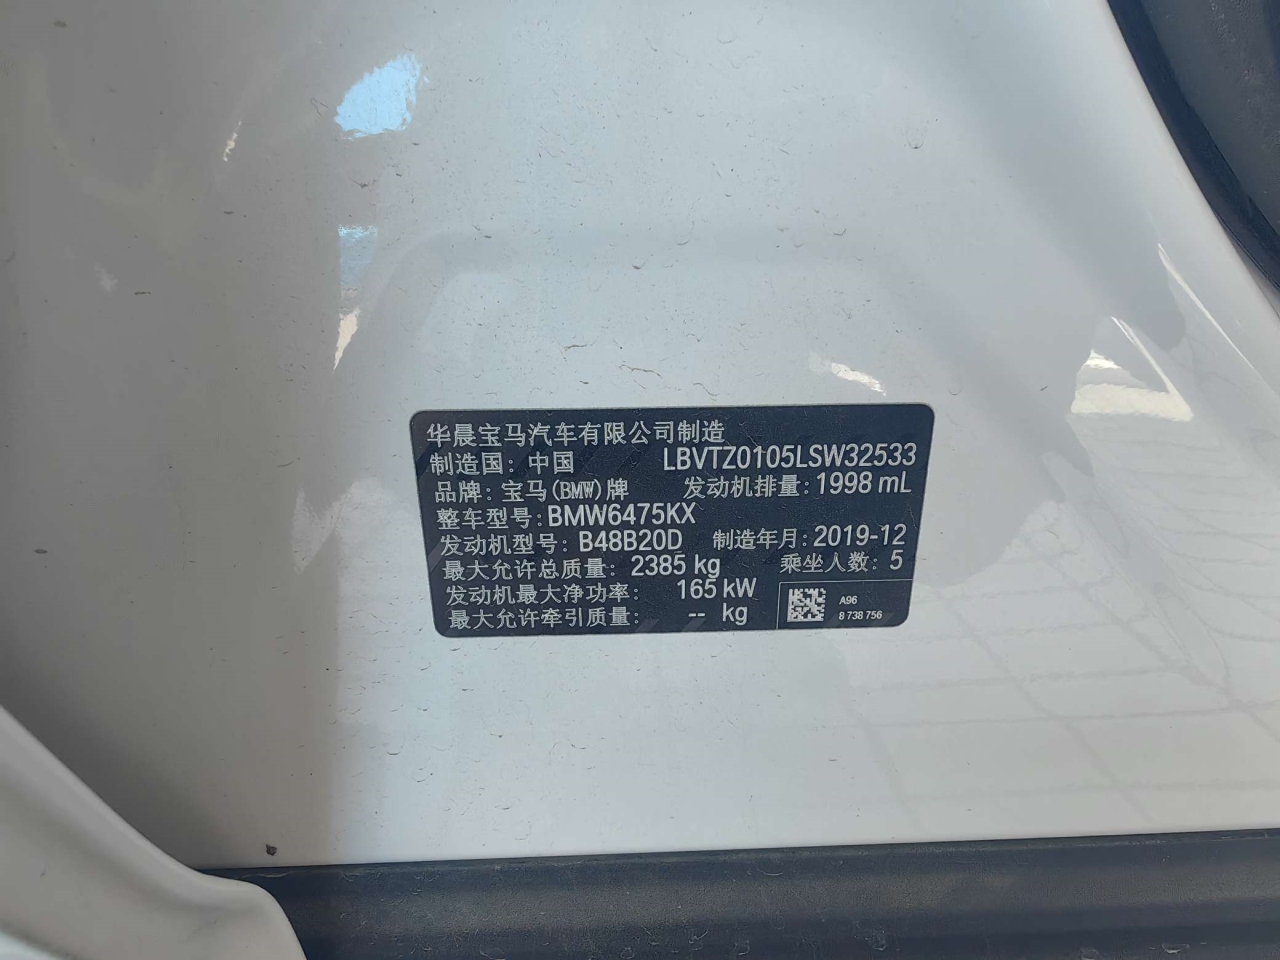 华晨宝马汽车有限公司制造
制造国：中国 LBVTZ0105LSW32533
品牌：宝马(BMW)牌 发动机排量：1998 mL
整车型号:BMW6475KX
发动机型号：B48B20D 制造年月：2019-12
最大允许总质量：2385 kg 乘坐人数：5
发动机最大净功率：165 kW
最大允许牵引质量：-- kg
A96
8 738 756